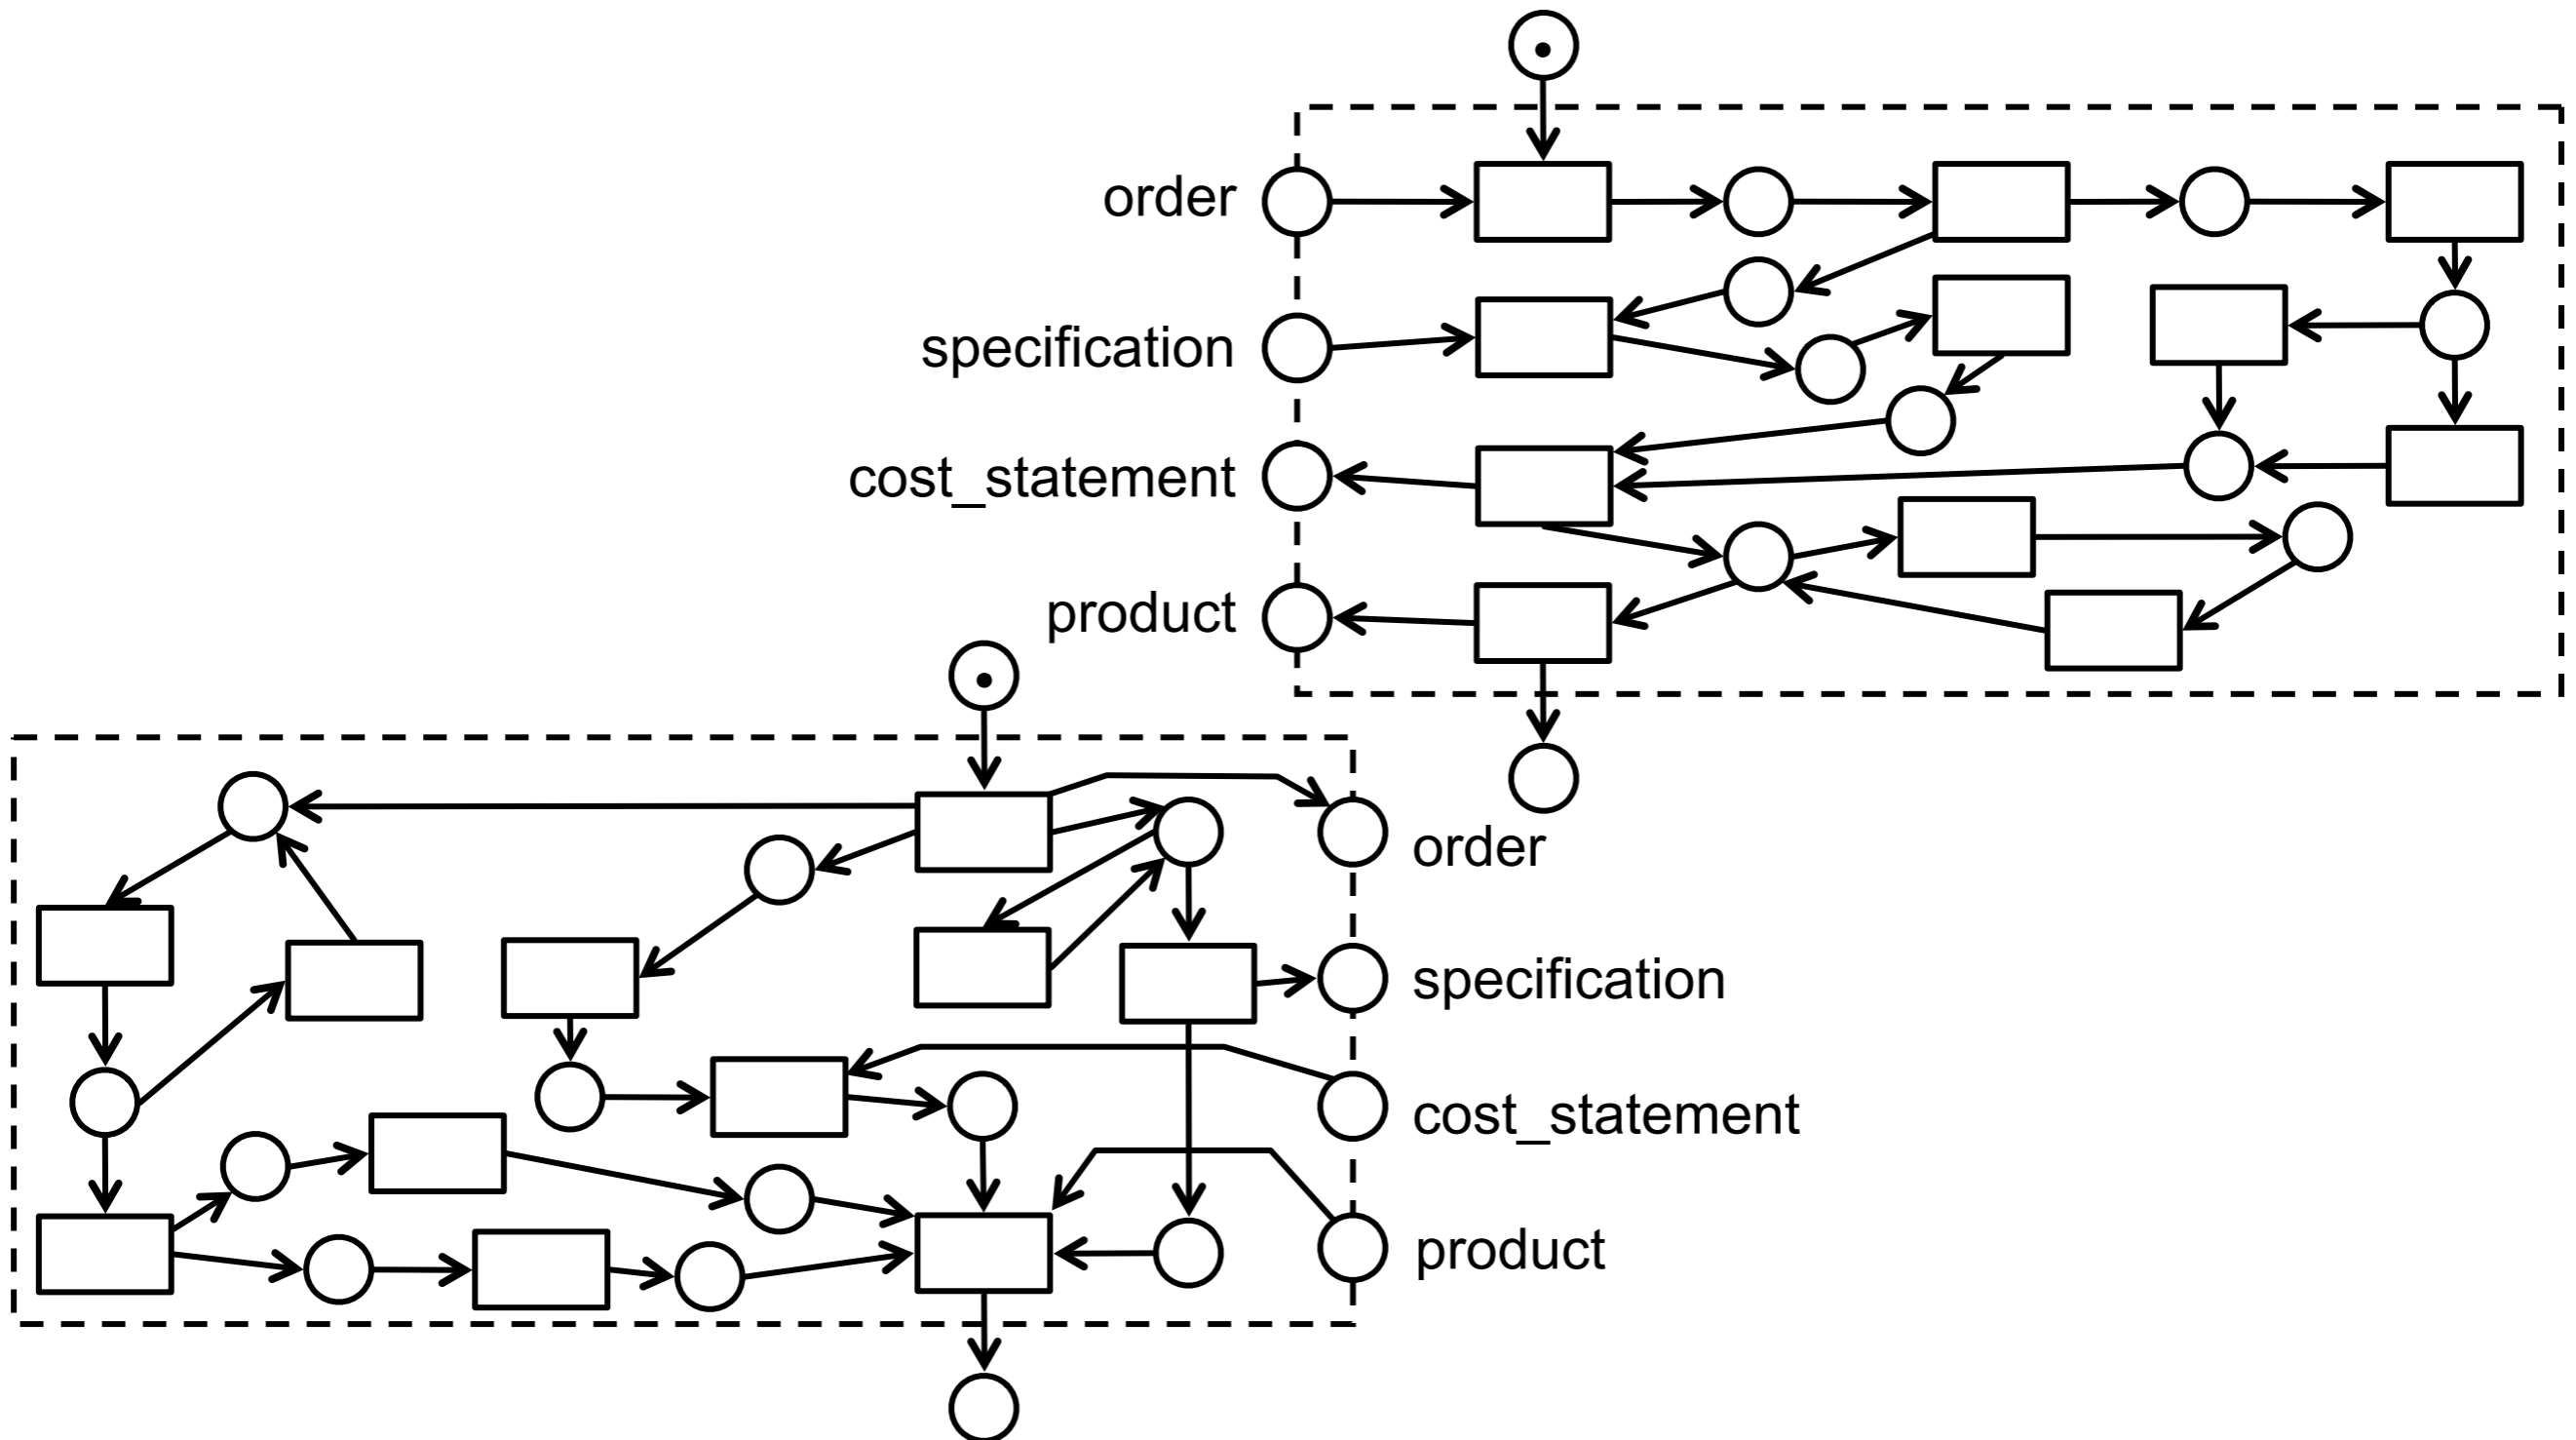 order
specification
cost_statement
product
order
specification
cost_statement
product